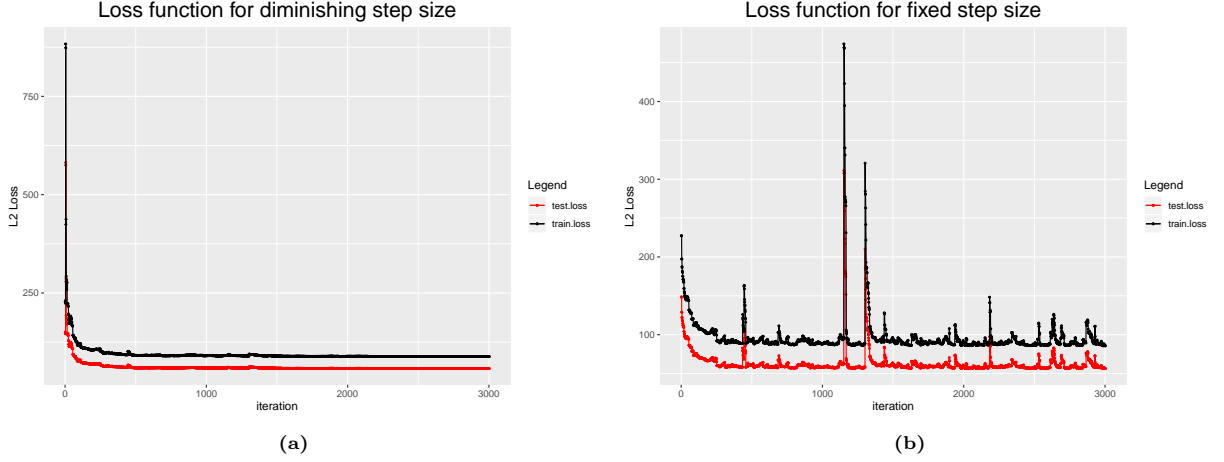 Loss function for diminishing step size
750
500
250
L2 Loss
0
1000
2000
3000
iteration
Legend
test.loss
train.loss
(a)
Loss function for fixed step size
400
300
200
100
L2 Loss
0
1000
2000
3000
iteration
Legend
test.loss
train.loss
(b)